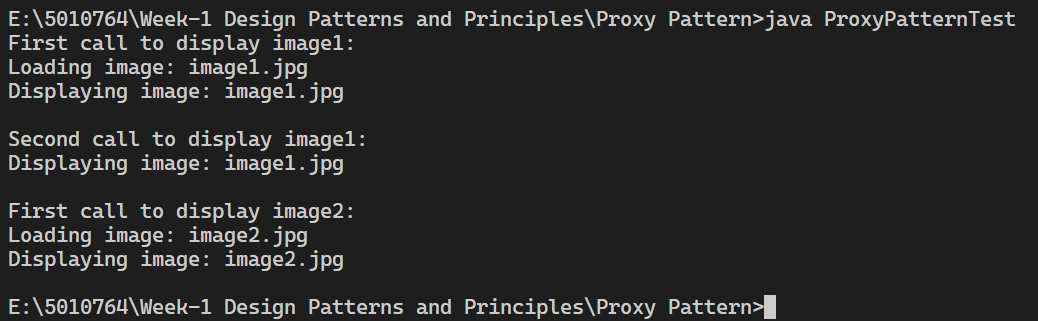 E:\5010764\Week-1 Design Patterns and Principles\Proxy Pattern>java ProxyPatternTest
First call to display image1:
Loading image: image1.jpg
Displaying image: image1.jpg
Second call to display image1:
Displaying image: image1.jpg
First call to display image2:
Loading image: image2.jpg
Displaying image: image2.jpg
E:\5010764\Week-1 Design Patterns and Principles\Proxy Pattern>